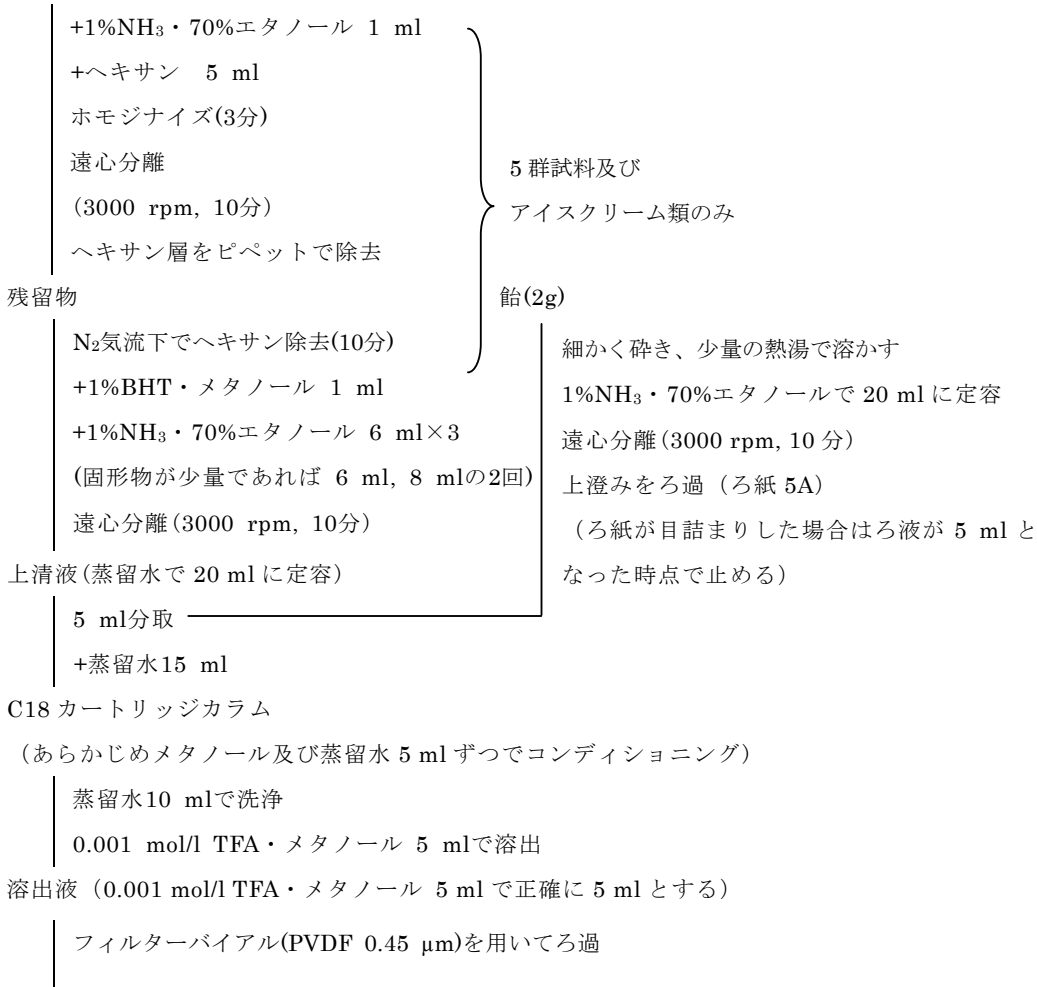 +1%NH₃・70%エタノール 1 ml
+ヘキサン 5 ml
ホモジナイズ(3分)
遠心分離
(3000 rpm, 10分)
ヘキサン層をピペットで除去
5 群試料及び
アイスクリーム類のみ
残留物
N₂気流下でヘキサン除去(10分)
+1%BHT・メタノール 1 ml
+1%NH₃・70%エタノール 6 ml×3
(固形物が少量であれば 6 ml, 8 mlの2回)
遠心分離(3000 rpm, 10分)
飴(2g)
細かく砕き、少量の熱湯で溶かす
1%NH₃・70%エタノールで 20 ml に定容
遠心分離(3000 rpm, 10 分)
上澄みをろ過（ろ紙 5A）
（ろ紙が目詰まりした場合はろ液が 5 ml と
なった時点で止める）
上清液(蒸留水で 20 ml に定容)
5 ml分取
+蒸留水15 ml
C18 カートリッジカラム
（あらかじめメタノール及び蒸留水 5 ml ずつでコンディショニング）
蒸留水10 mlで洗浄
0.001 mol/l TFA・メタノール 5 mlで溶出
溶出液（0.001 mol/l TFA・メタノール 5 ml で正確に 5 ml とする）
フィルターバイアル(PVDF 0.45 μm)を用いてろ過